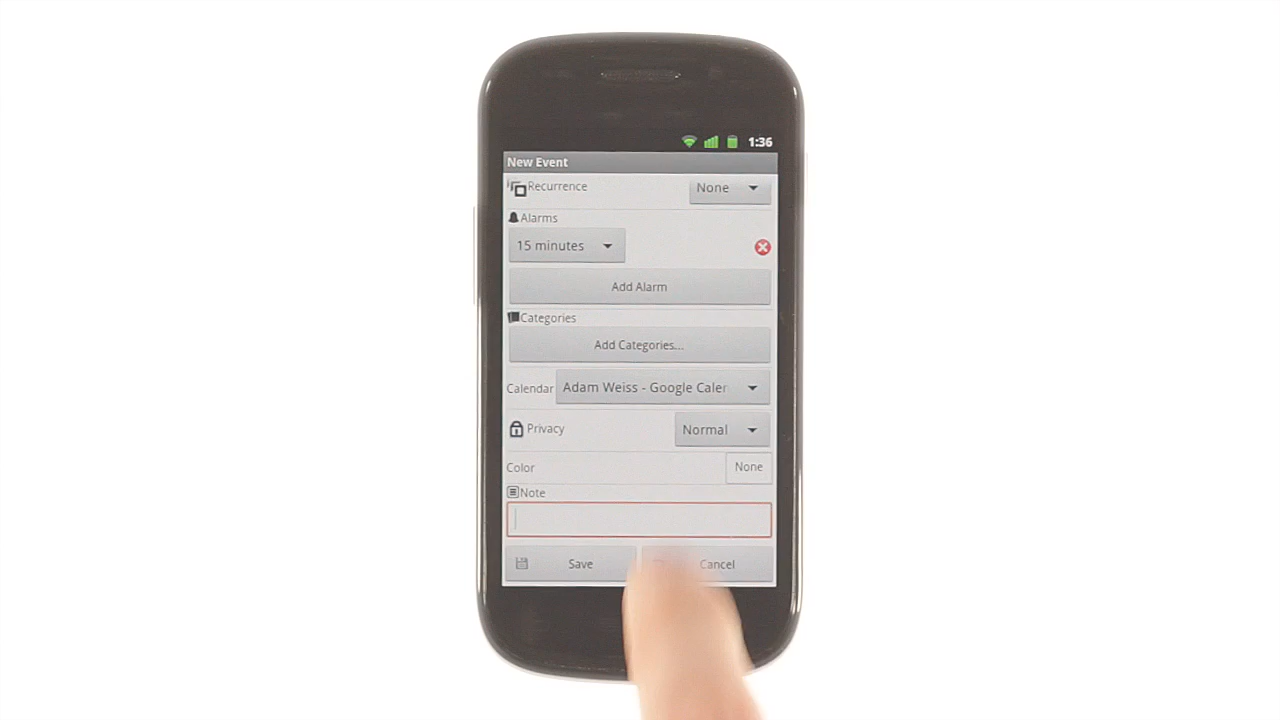 1:36
New Event
Recurrence None
Alarms
15 minutes
Add Alarm
Categories
Add Categories...
Calendar Adam Weiss - Google Caler
Privacy Normal
Color None
Note
Save Cancel